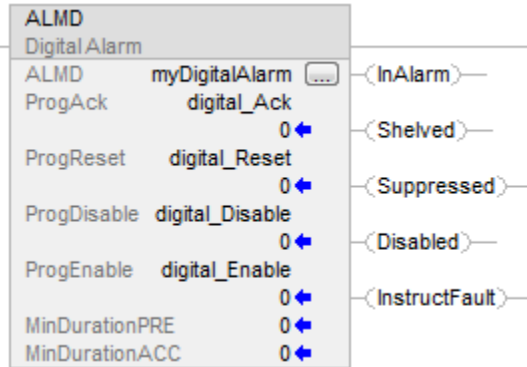 ALMD
Digital Alarm
ALMD myDigitalAlarm ... InAlarm
ProgAck digital_Ack
0 Shelved
ProgReset digital_Reset
0 Suppressed
ProgDisable digital_Disable
0 Disabled
ProgEnable digital_Enable
0 InstructFault
MinDurationPRE 0
MinDurationACC 0